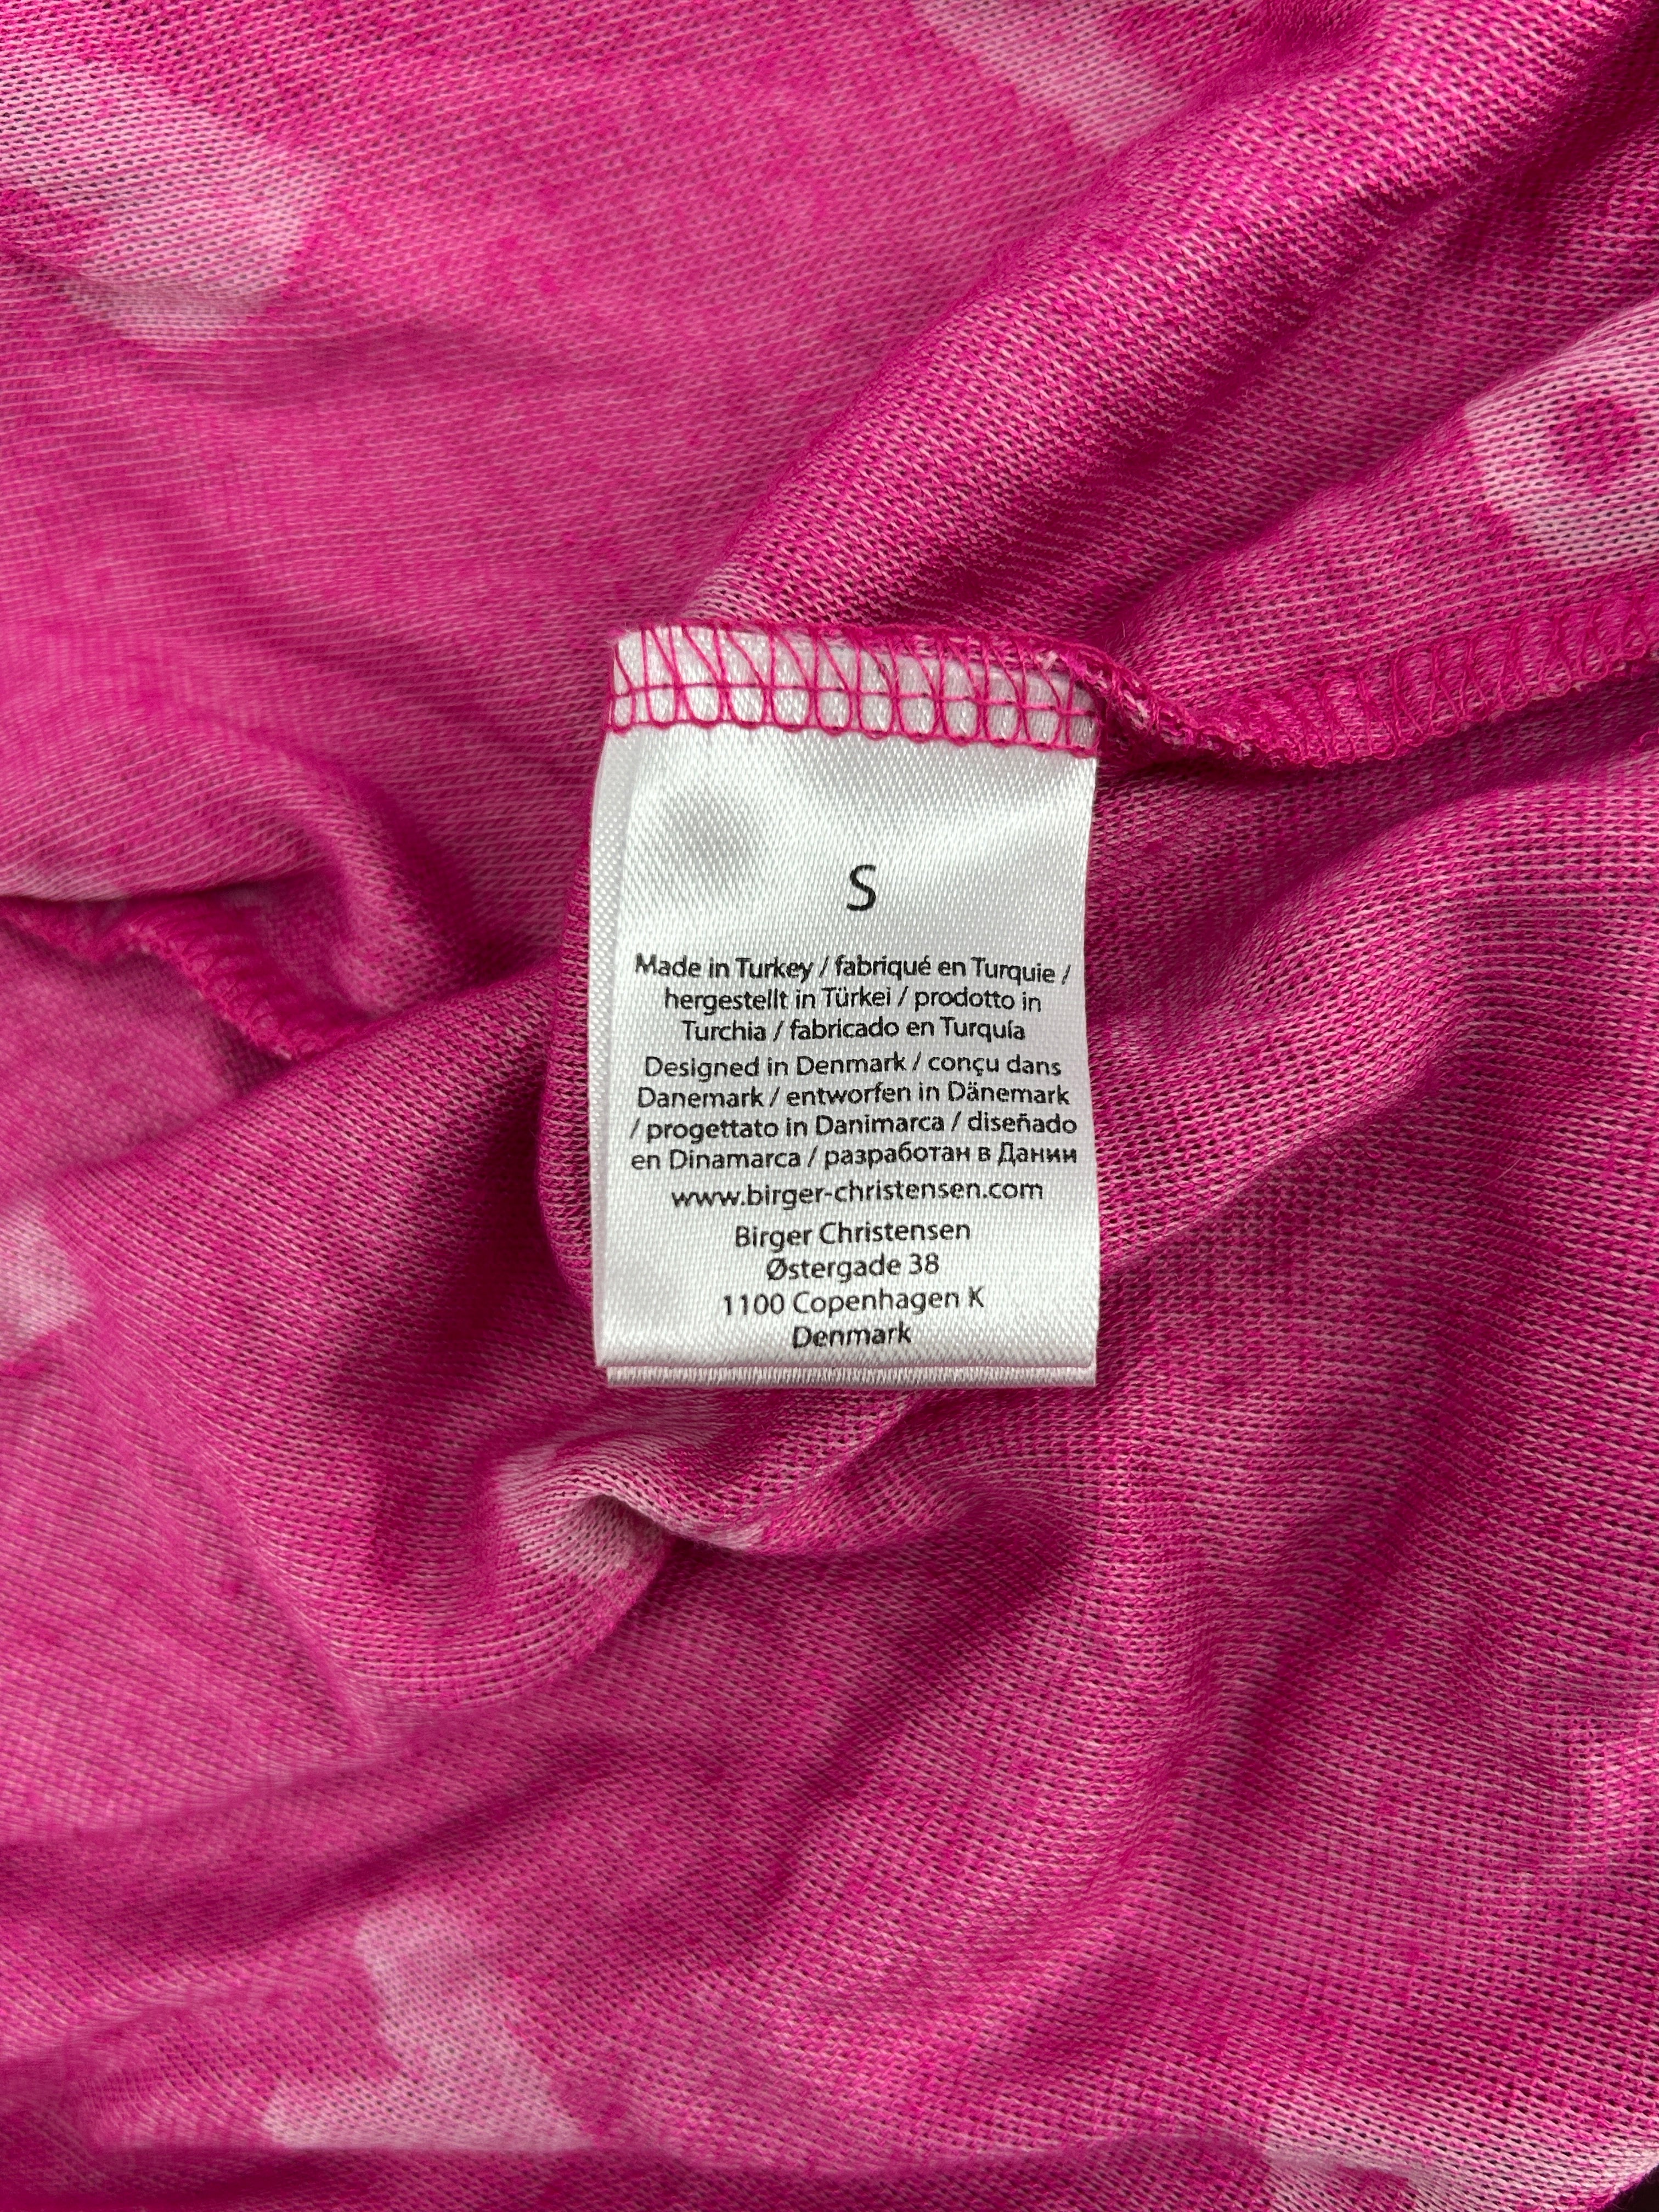 S
Made in Turkey / fabriqué en Turquie /
hergestellt in Türkei / prodotto in
Turchia / fabricado en Turquía
Designed in Denmark / conçu dans
Danemark / entworfen in Dänemark
/ progettato in Danimarca / diseñado
en Dinamarca / разработан в Дании
www.birger-christensen.com
Birger Christensen
Østergade 38
1100 Copenhagen K
Denmark